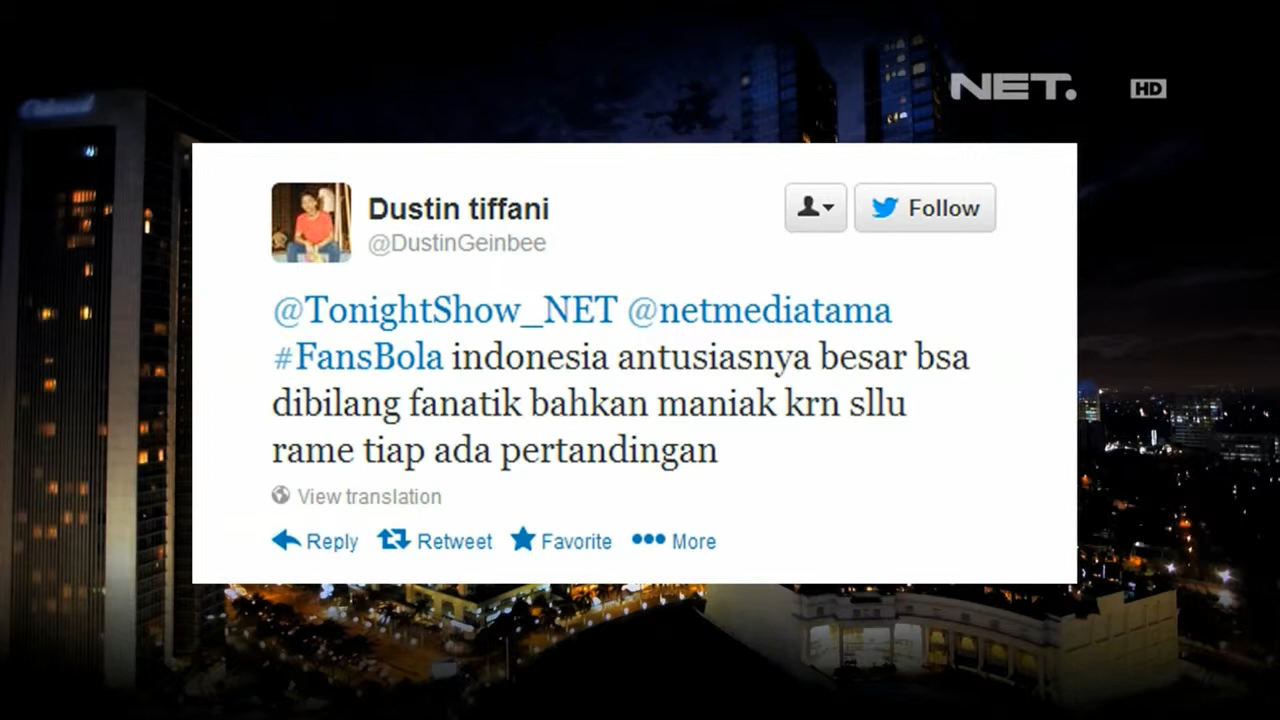 NET. HD
Dustin tiffani
Follow
@DustinGeinbee
@TonightShow_NET @netmediatama
#FansBola indonesia antusiasnya besar bsa
dibilang fanatik bahkan maniak krn sllu
rame tiap ada pertandingan
View translation
Reply Retweet Favorite More